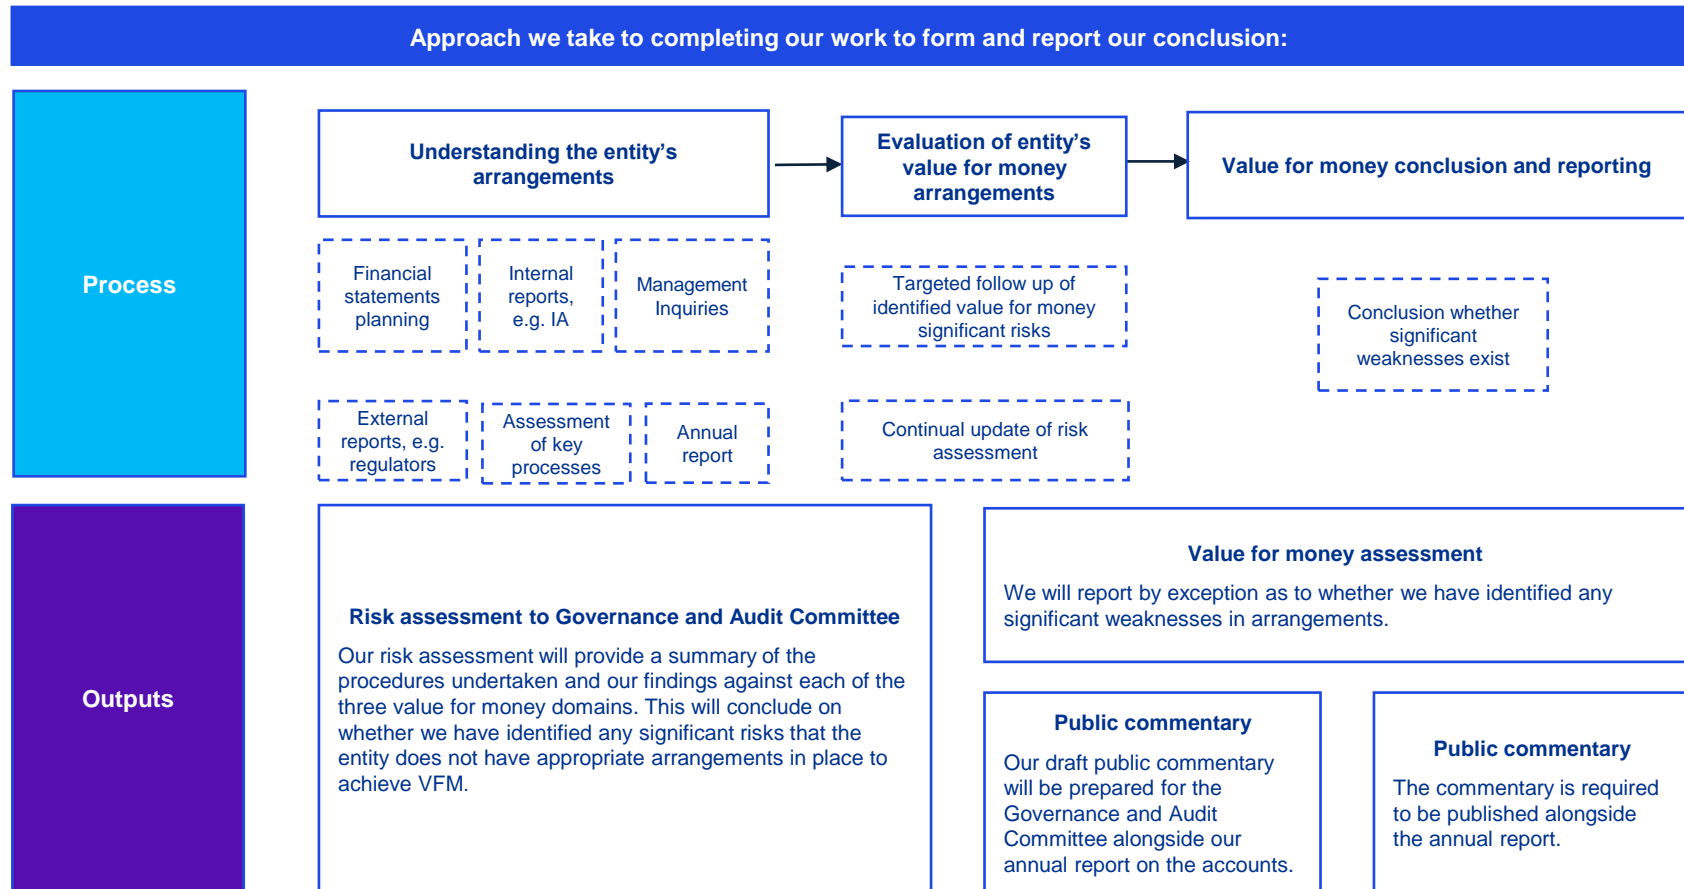 Approach we take to completing our work to form and report our conclusion:
Process
Understanding the entity’s
arrangements
Evaluation of entity’s
value for money
arrangements
Value for money conclusion and reporting
Financial
statements
planning
Internal
reports,
e.g. IA
Management
Inquiries
Targeted follow up of
identified value for money
significant risks
Conclusion whether
significant
weaknesses exist
External
reports, e.g.
regulators
Assessment
of key
processes
Annual
report
Continual update of risk
assessment
Outputs
Risk assessment to Governance and Audit Committee
Our risk assessment will provide a summary of the
procedures undertaken and our findings against each of the
three value for money domains. This will conclude on
whether we have identified any significant risks that the
entity does not have appropriate arrangements in place to
achieve VFM.
Value for money assessment
We will report by exception as to whether we have identified any
significant weaknesses in arrangements.
Public commentary
Our draft public commentary
will be prepared for the
Governance and Audit
Committee alongside our
annual report on the accounts.
Public commentary
The commentary is required
to be published alongside
the annual report.